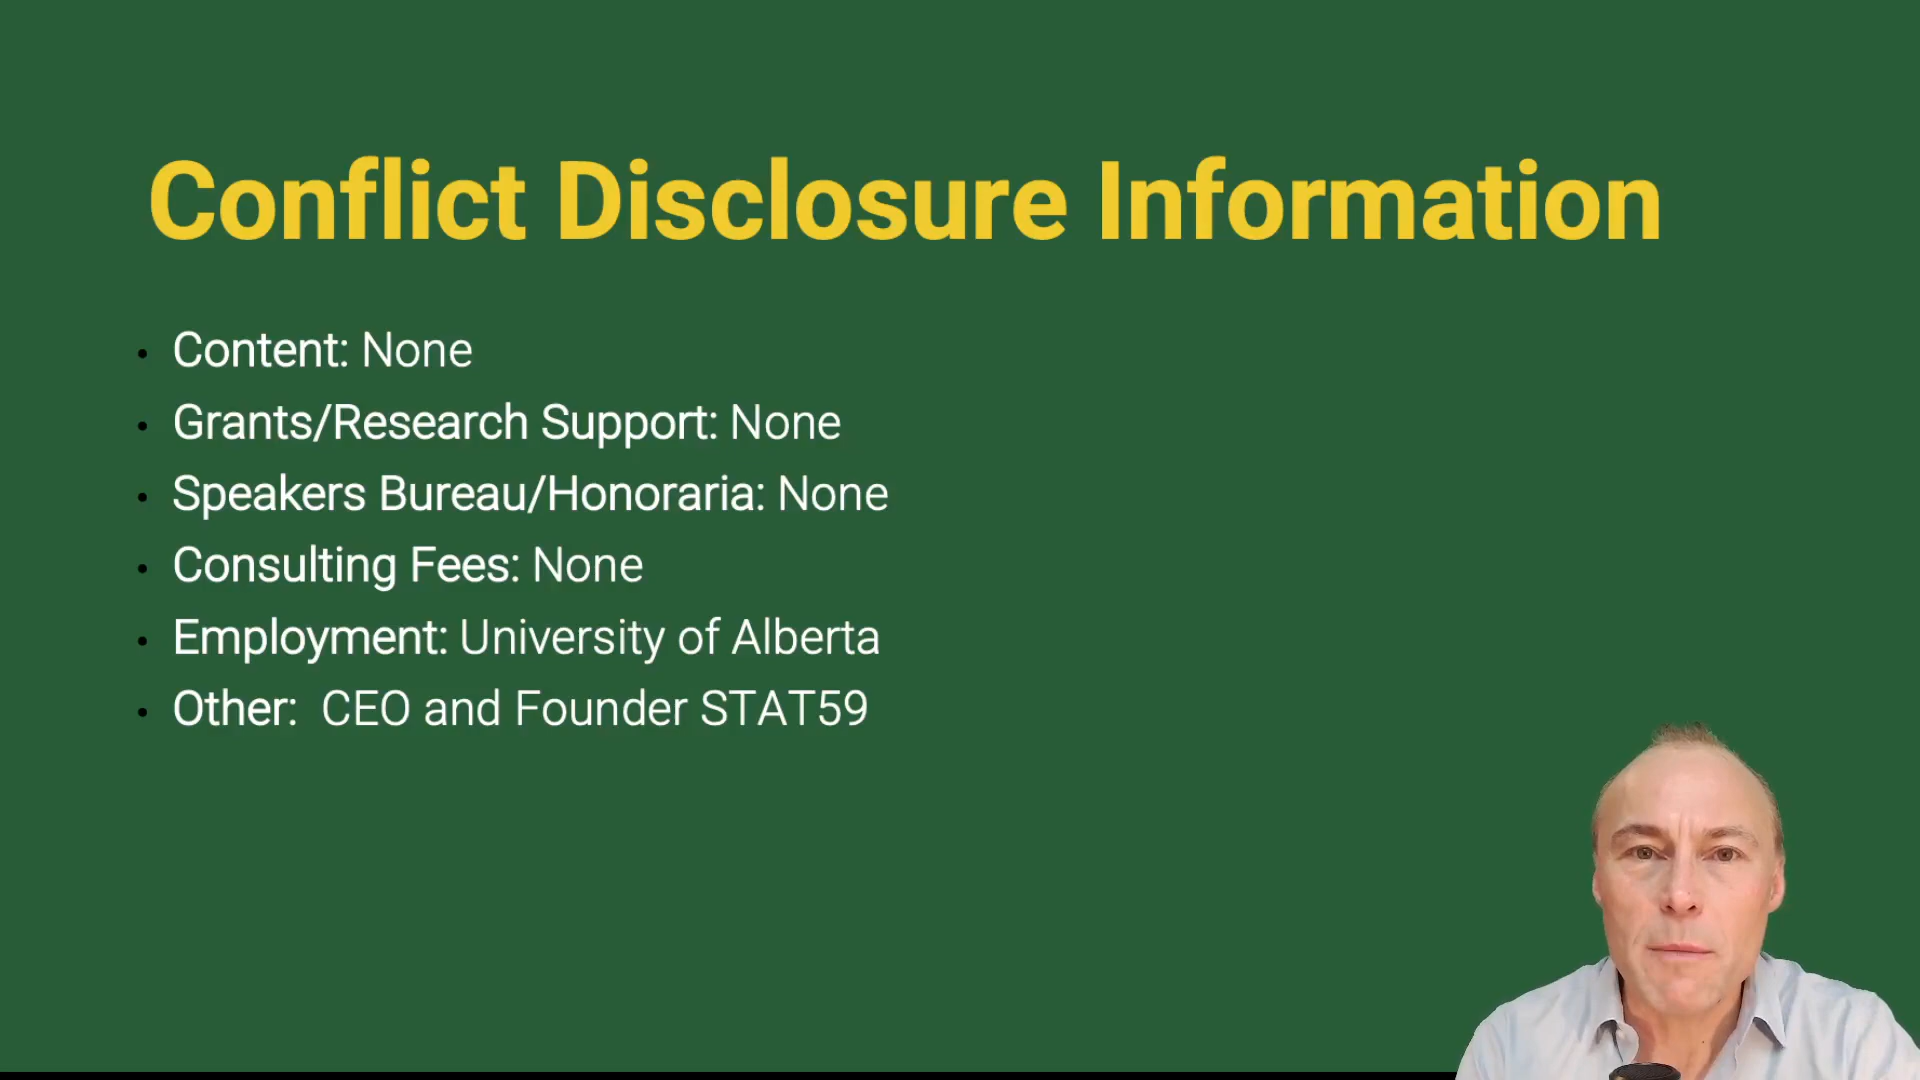 Conflict Disclosure Information
• Content: None
• Grants/Research Support: None
• Speakers Bureau/Honoraria: None
• Consulting Fees: None
• Employment: University of Alberta
• Other:  CEO and Founder STAT59